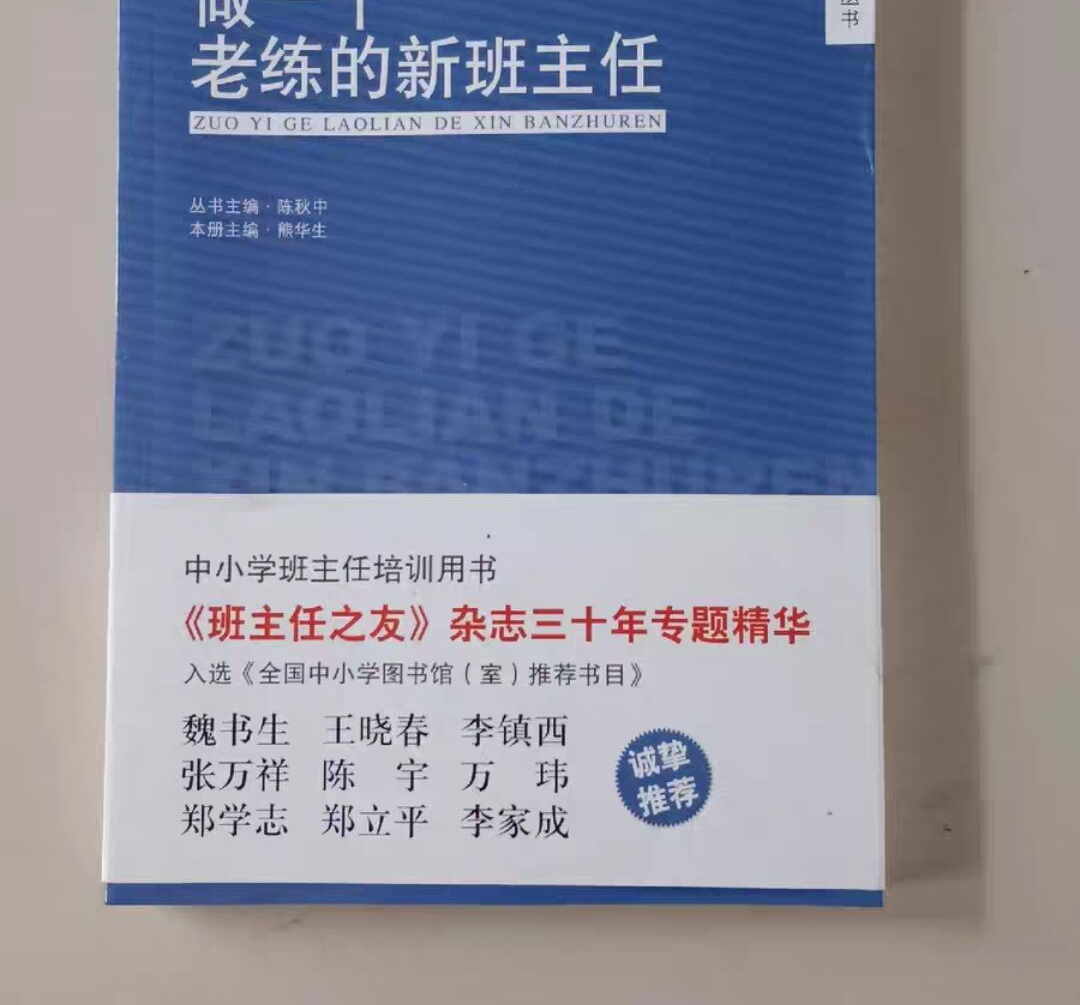 做一个
老练的新班主任
ZUO YI GE LAOLIAN DE XIN BANZHUREN
图书
丛书主编·陈秋中
本册主编·熊华生
ZUO YI GE
LAOLIAN DE
XIN BANZHUREN
中小学班主任培训用书
《班主任之友》杂志三十年专题精华
入选《全国中小学图书馆(室)推荐书目》
魏书生 王晓春 李镇西
张万祥 陈 宇 万 玮
郑学志 郑立平 李家成
诚挚
推荐